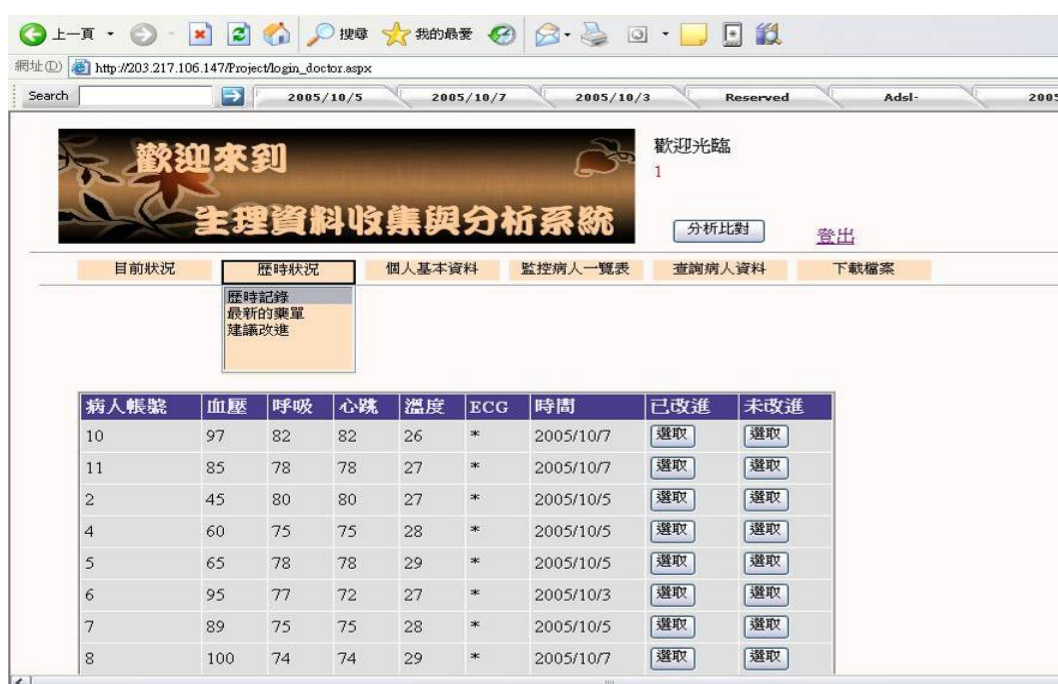 上一頁 搜尋 我的最愛
網址(D) http://203.217.106.147/Project/login_doctor.aspx
Search 2005/10/5 2005/10/7 2005/10/3 Reserved Adsl- 2005
歡迎來到
生理資料收集與分析系統
歡迎光臨
1
分析比對 登出
目前狀況 歷時狀況 個人基本資料 監控病人一覽表 查詢病人資料 下載檔案
歷時記錄
最新的藥單
建議改進
病人帳號 血壓 呼吸 心跳 溫度 ECG 時間 已改進 未改進
10 97 82 82 26 * 2005/10/7 選取 選取
11 85 78 78 27 * 2005/10/7 選取 選取
2 45 80 80 27 * 2005/10/5 選取 選取
4 60 75 75 28 * 2005/10/5 選取 選取
5 65 78 78 29 * 2005/10/5 選取 選取
6 95 77 72 27 * 2005/10/3 選取 選取
7 89 75 75 28 * 2005/10/5 選取 選取
8 100 74 74 29 * 2005/10/7 選取 選取